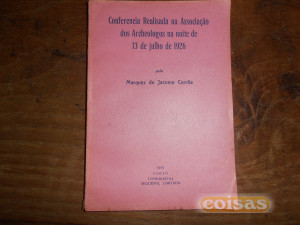 Conferencia Realisada na Associação
dos Archeologos na noite de
13 de julho de 1926
pelo
Marquez de Jacome Corrêa
PORTO
coisas